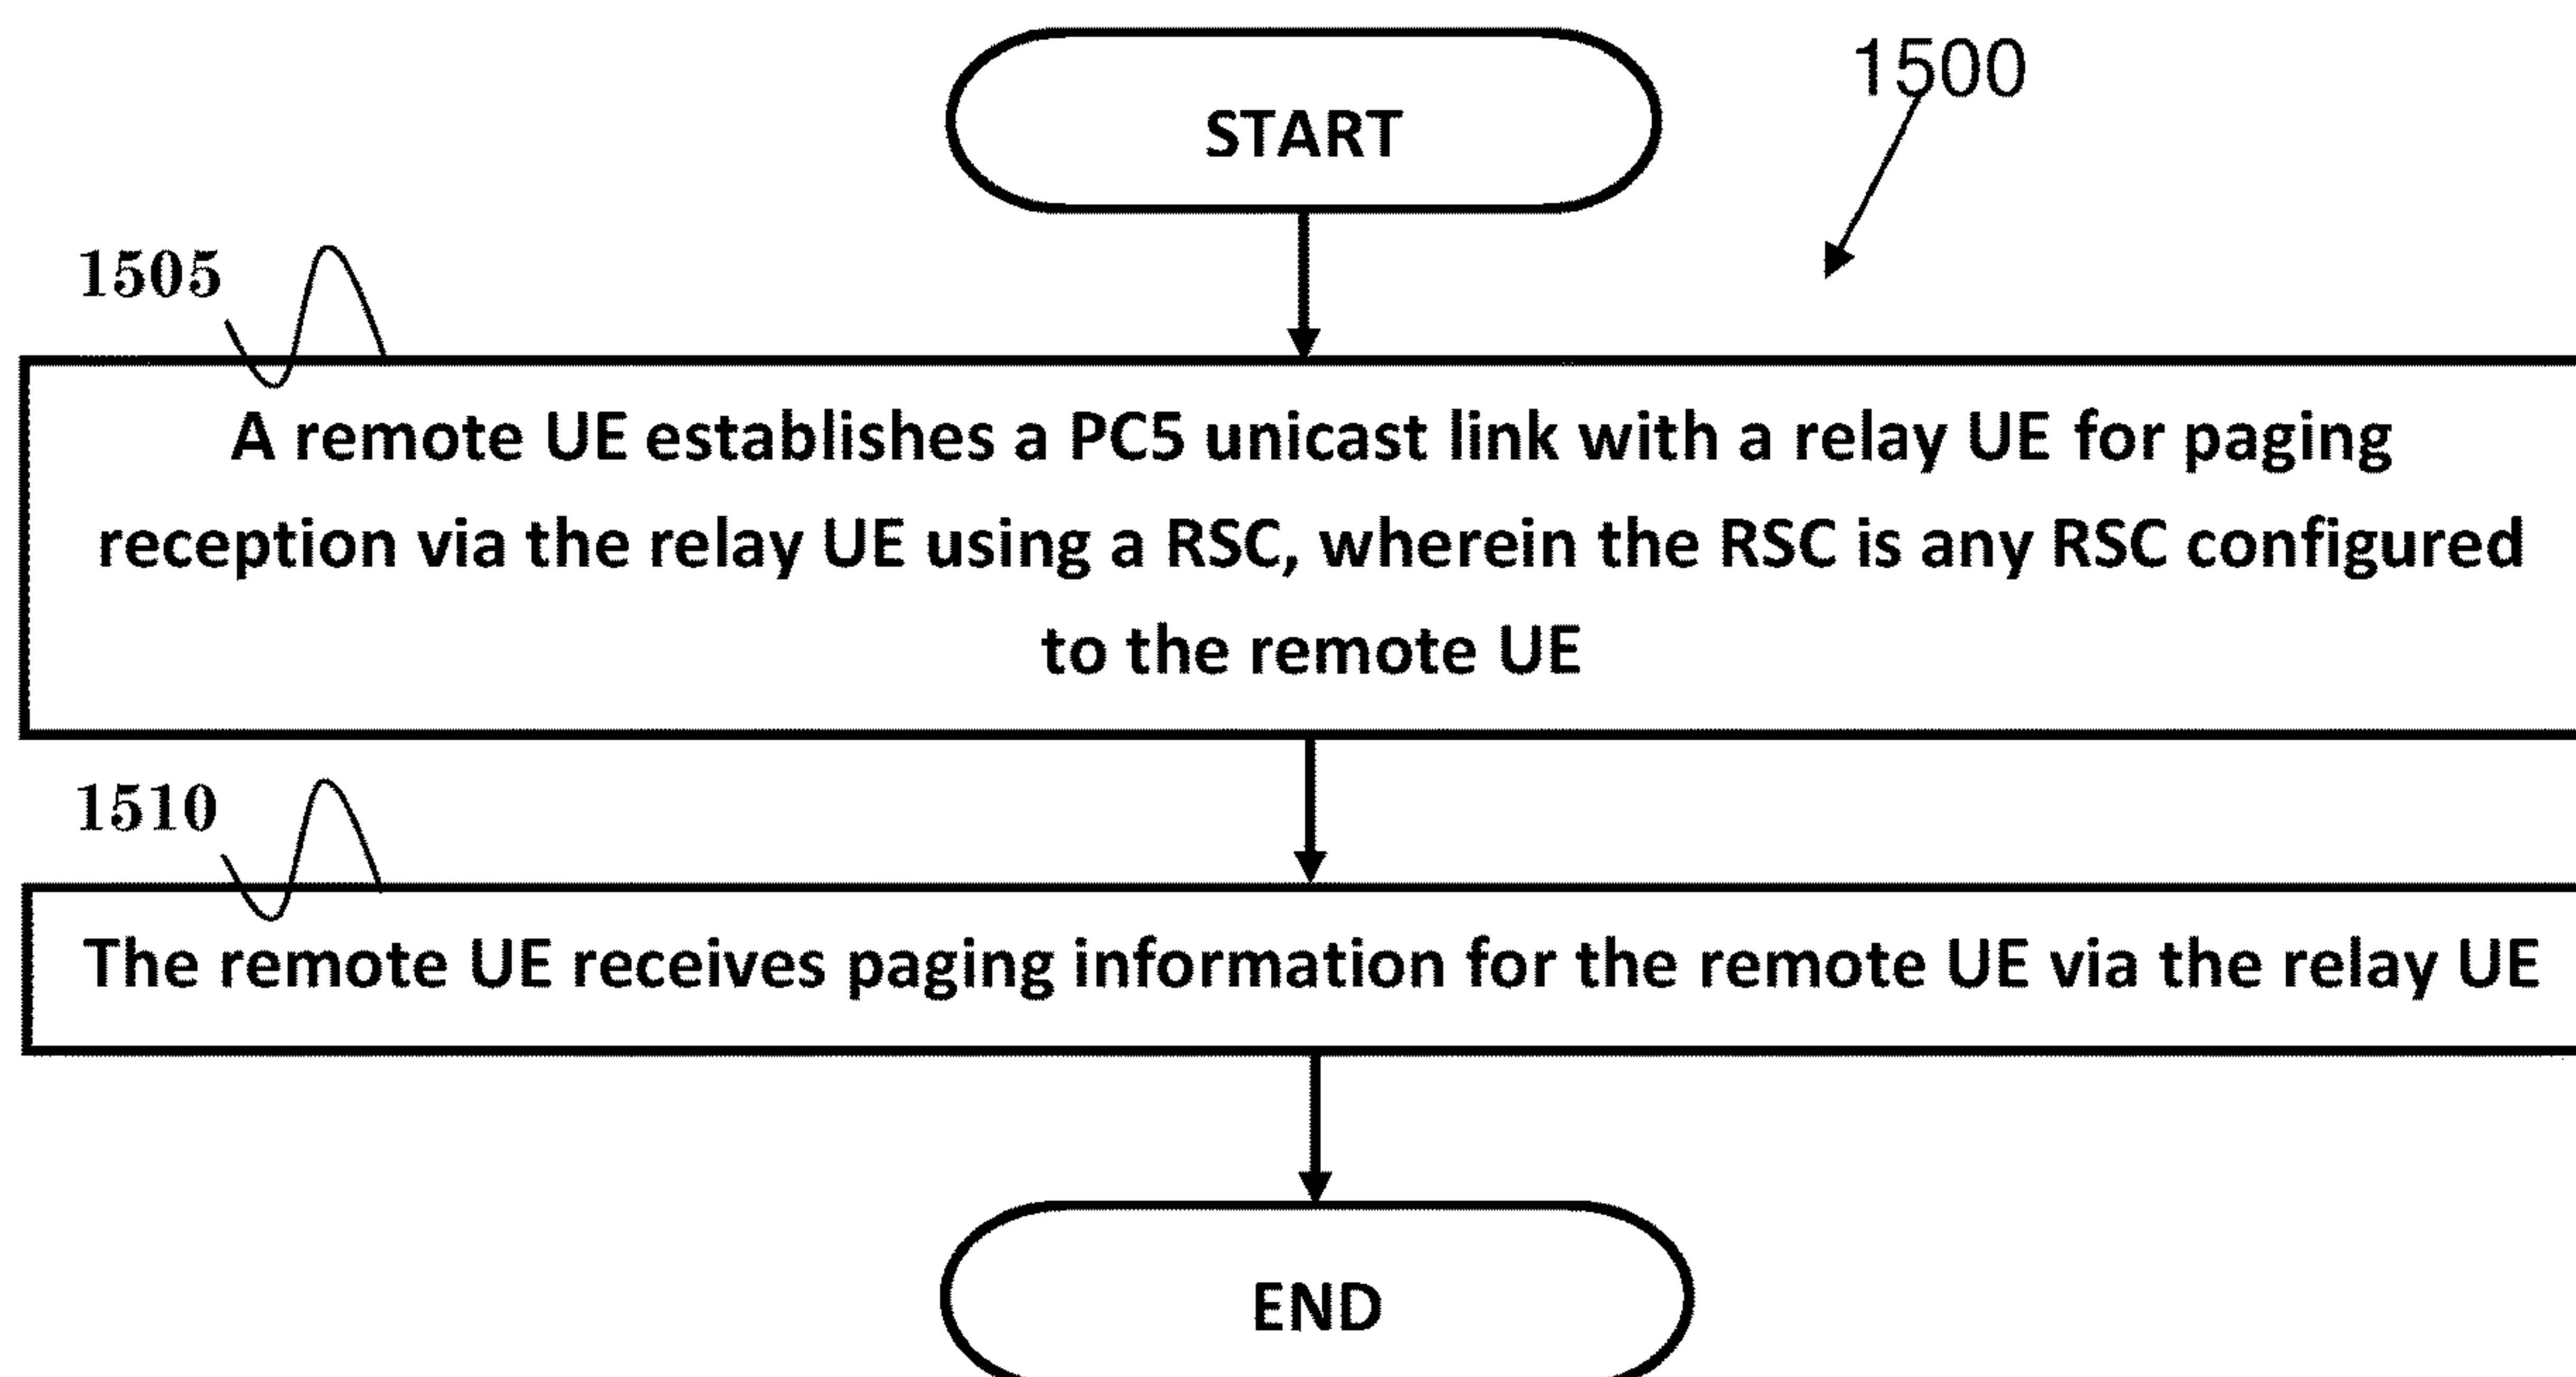 START
1500
1505
A remote UE establishes a PC5 unicast link with a relay UE for paging
reception via the relay UE using a RSC, wherein the RSC is any RSC configured
to the remote UE
1510
The remote UE receives paging information for the remote UE via the relay UE
END